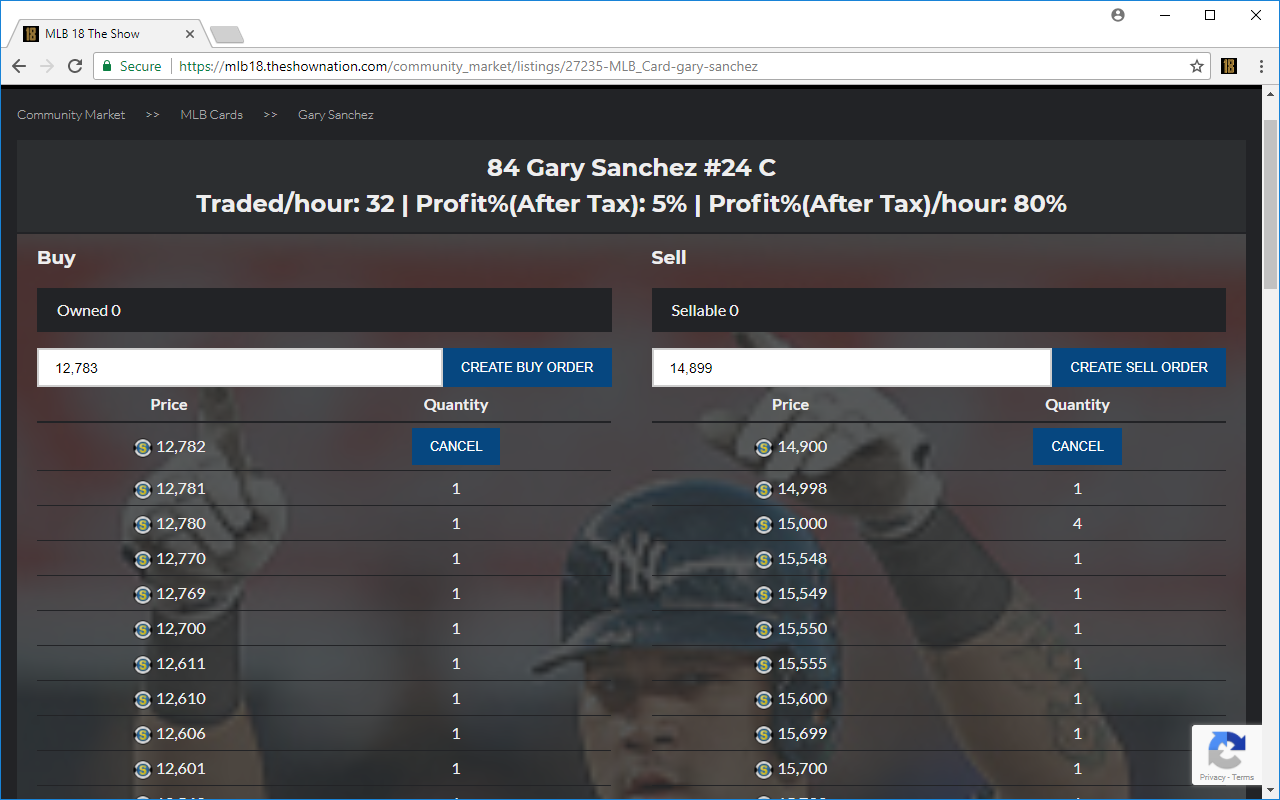 MLB 18 The Show
Secure https://mlb18.theshownation.com/community_market/listings/27235-MLB_Card-gary-sanchez
Community Market >> MLB Cards >> Gary Sanchez
84 Gary Sanchez #24 C
Traded/hour: 32 | Profit%(After Tax): 5% | Profit%(After Tax)/hour: 80%
Buy
Owned 0
12,783 CREATE BUY ORDER
Price Quantity
12,782 CANCEL
12,781 1
12,780 1
12,770 1
12,769 1
12,700 1
12,611 1
12,610 1
12,606 1
12,601 1
Sell
Sellable 0
14,899 CREATE SELL ORDER
Price Quantity
14,900 CANCEL
14,998 1
15,000 4
15,548 1
15,549 1
15,550 1
15,555 1
15,600 1
15,699 1
15,700 1
Privacy - Terms